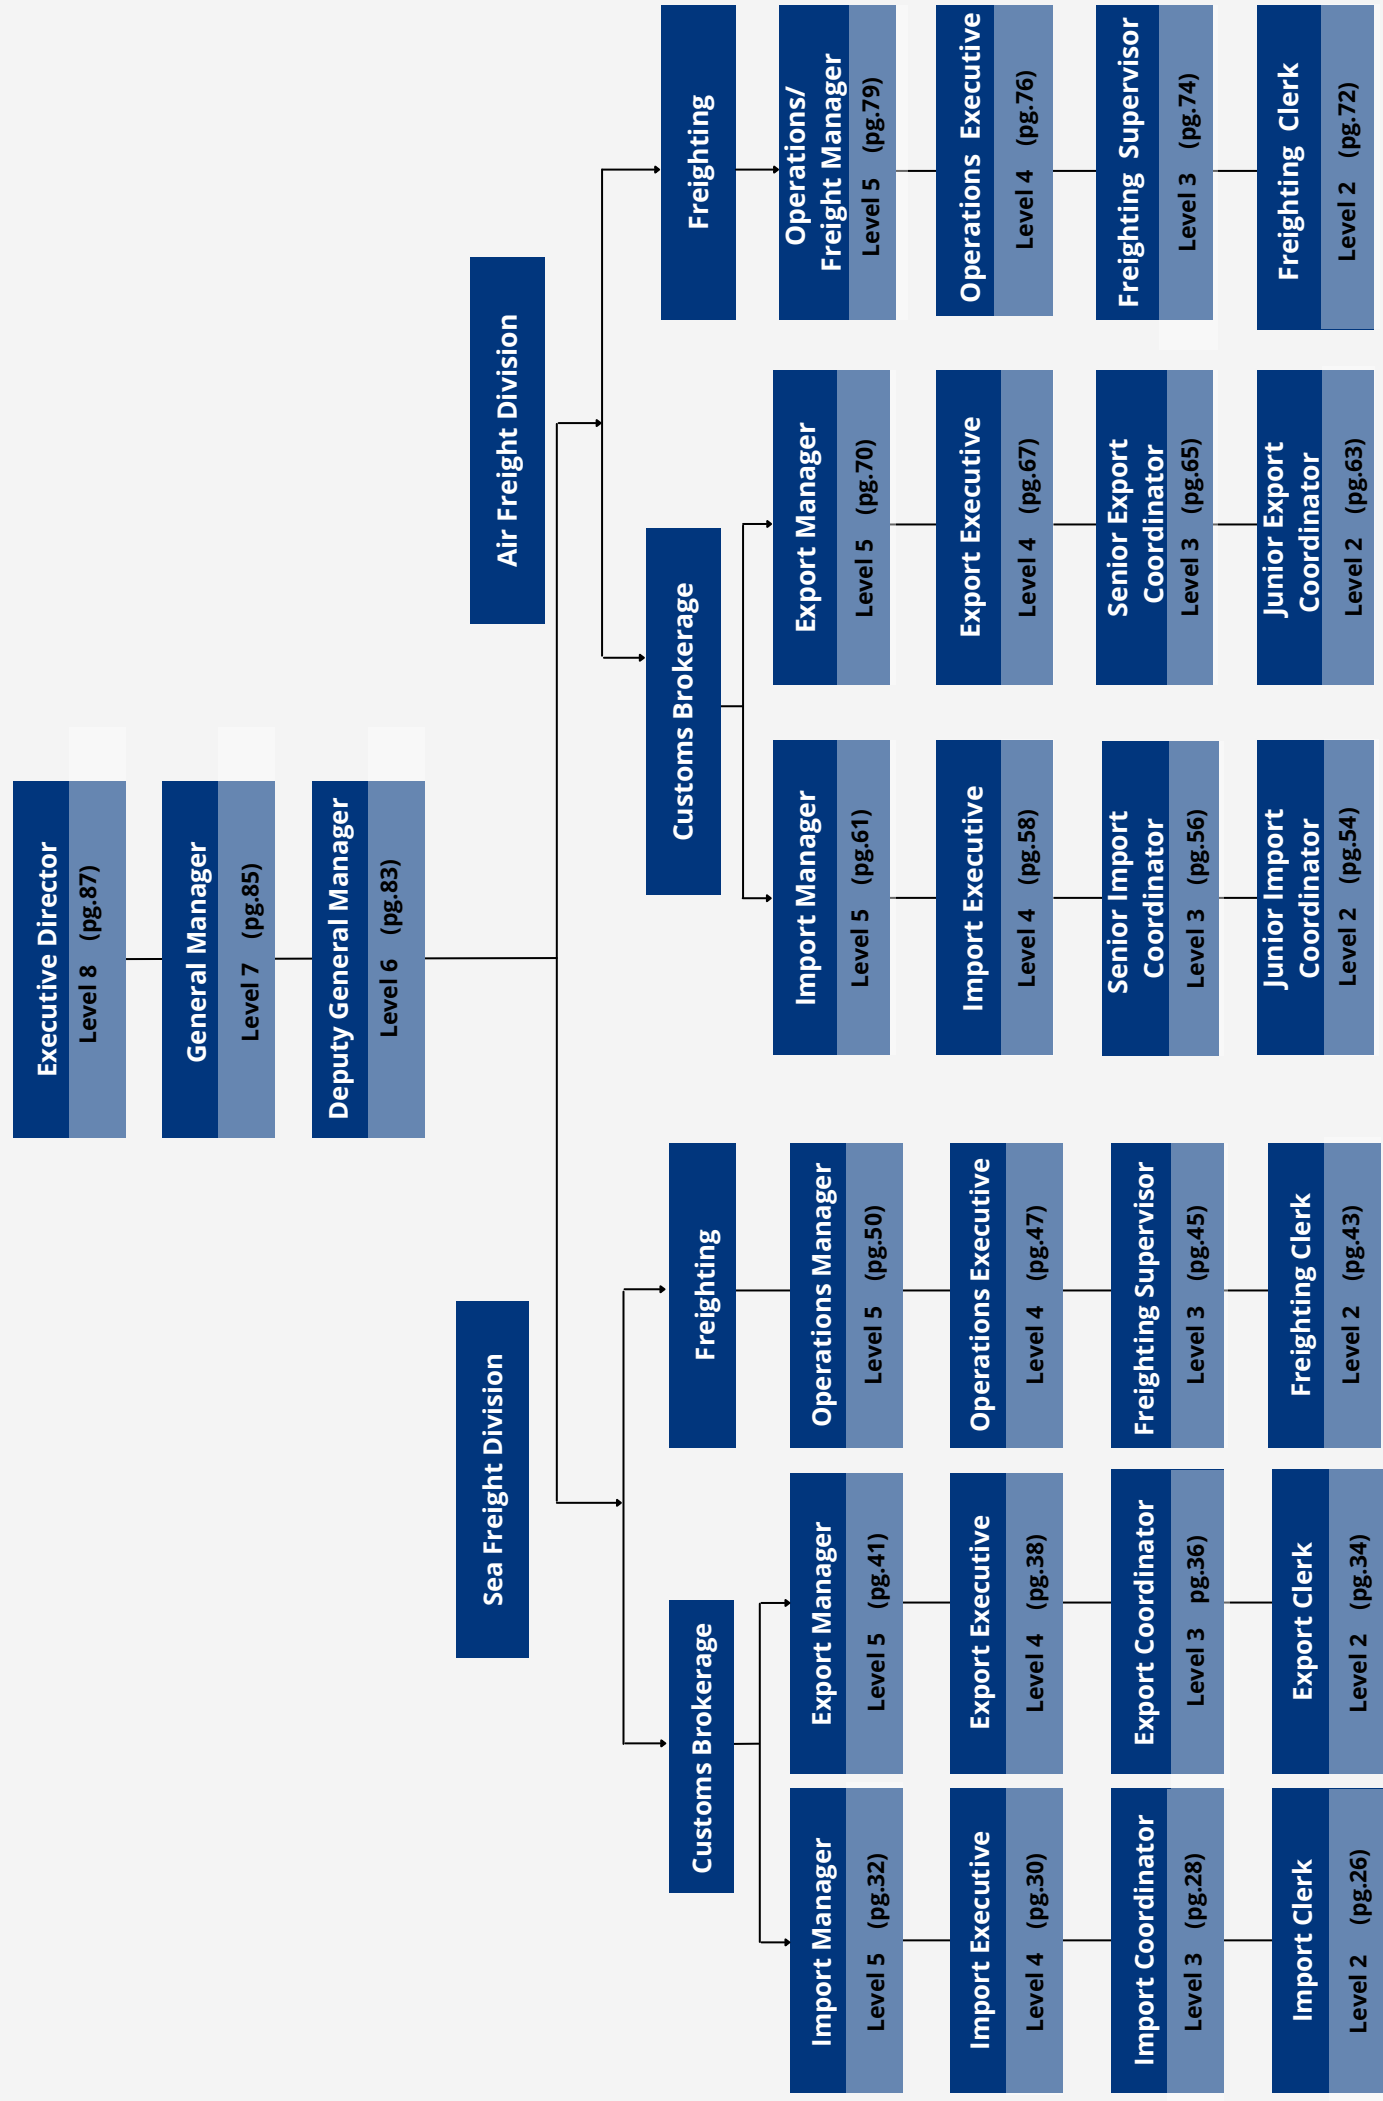 Executive Director
Level 8 (pg.87)
General Manager
Level 7 (pg.85)
Deputy General Manager
Level 6 (pg.83)
Sea Freight Division
Air Freight Division
Customs Brokerage
Freighting
Customs Brokerage
Freighting
Import Manager
Level 5 (pg.32)
Export Manager
Level 5 (pg.41)
Operations Manager
Level 5 (pg.50)
Import Manager
Level 5 (pg.61)
Export Manager
Level 5 (pg.70)
Operations/
Freight Manager
Level 5 (pg.79)
Import Executive
Level 4 (pg.30)
Export Executive
Level 4 (pg.38)
Operations Executive
Level 4 (pg.47)
Import Executive
Level 4 (pg.58)
Export Executive
Level 4 (pg.67)
Operations Executive
Level 4 (pg.76)
Import Coordinator
Level 3 (pg.28)
Export Coordinator
Level 3 pg.36)
Freighting Supervisor
Level 3 (pg.45)
Senior Import
Coordinator
Level 3 (pg.56)
Senior Export
Coordinator
Level 3 (pg.65)
Freighting Supervisor
Level 3 (pg.74)
Import Clerk
Level 2 (pg.26)
Export Clerk
Level 2 (pg.34)
Freighting Clerk
Level 2 (pg.43)
Junior Import
Coordinator
Level 2 (pg.54)
Junior Export
Coordinator
Level 2 (pg.63)
Freighting Clerk
Level 2 (pg.72)